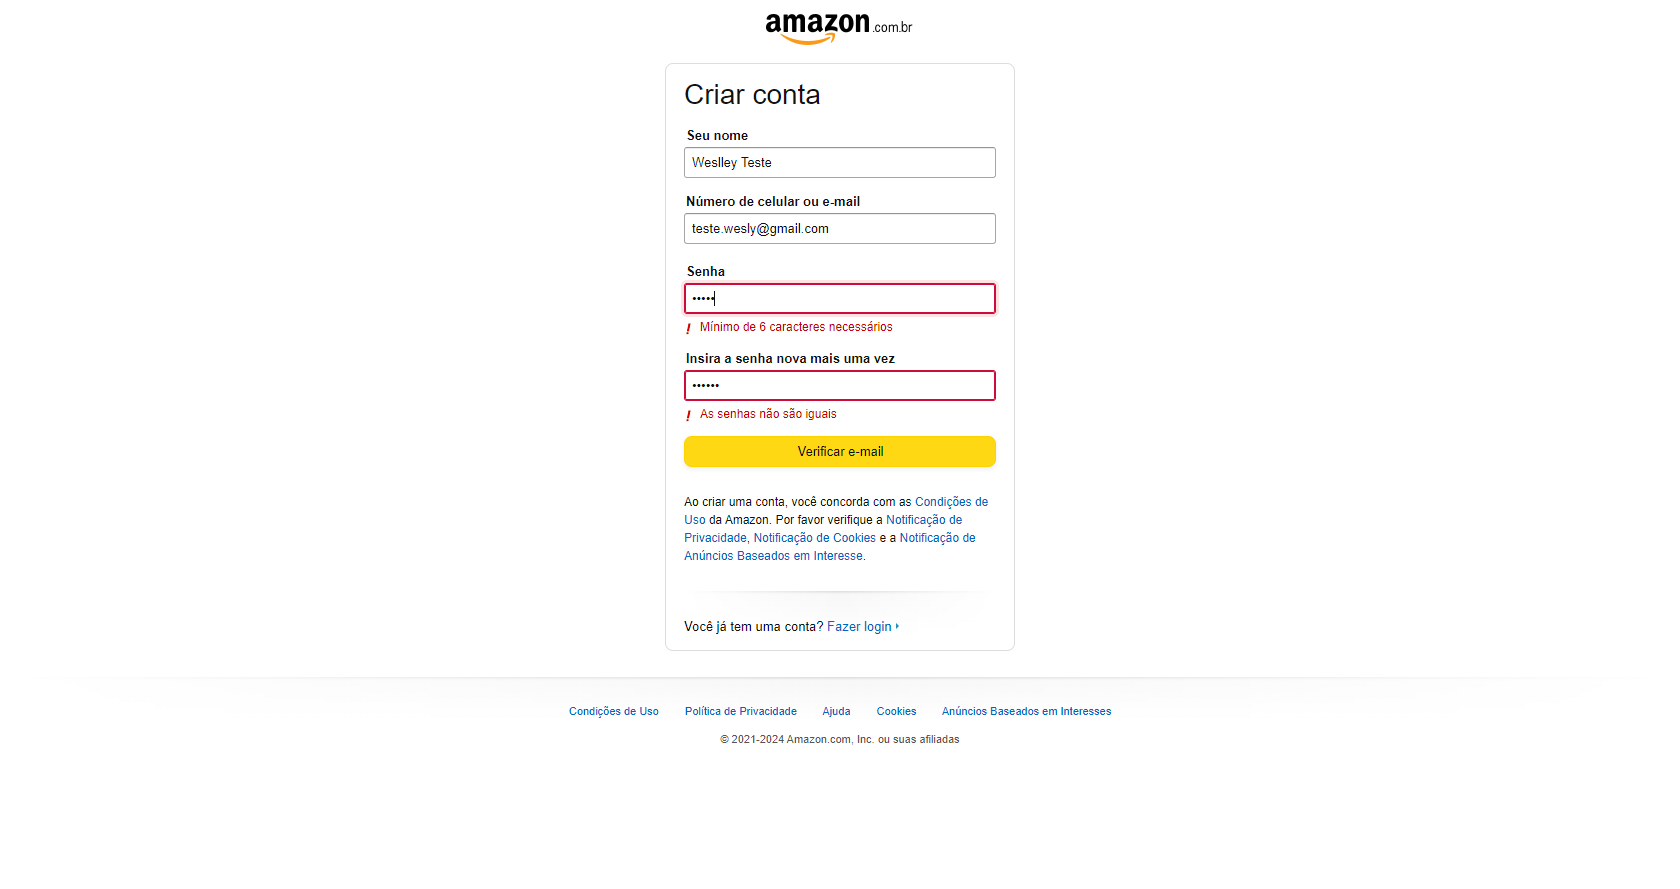 amazon.com.br
Criar conta
Seu nome
Weslley Teste
Número de celular ou e-mail
teste.wesly@gmail.com
Senha
•••••
! Mínimo de 6 caracteres necessários
Insira a senha nova mais uma vez
••••••
! As senhas não são iguais
Verificar e-mail
Ao criar uma conta, você concorda com as Condições de
Uso da Amazon. Por favor verifique a Notificação de
Privacidade, Notificação de Cookies e a Notificação de
Anúncios Baseados em Interesse.
Você já tem uma conta? Fazer login
Condições de Uso Política de Privacidade Ajuda Cookies Anúncios Baseados em Interesses
© 2021-2024 Amazon.com, Inc. ou suas afiliadas